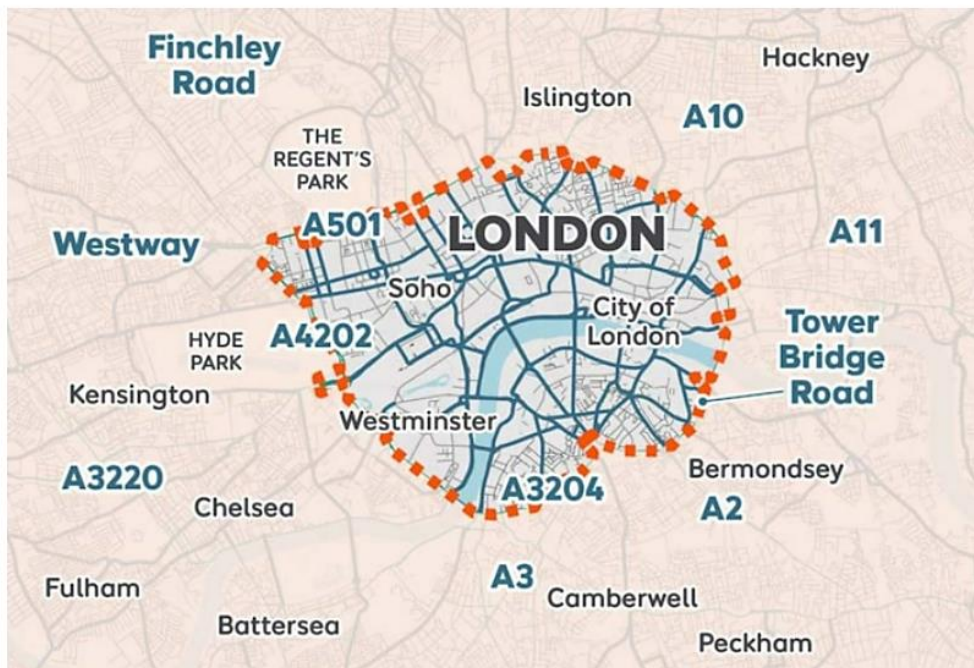 Finchley
Road
Hackney
Islington
A10
THE
REGENT'S
PARK
A501
LONDON
Westway
A11
Soho
City of
London
HYDE
PARK
A4202
Tower
Bridge
Road
Kensington
Westminster
A3220
Bermondsey
Chelsea
A3204
A2
Fulham
A3
Camberwell
Battersea
Peckham